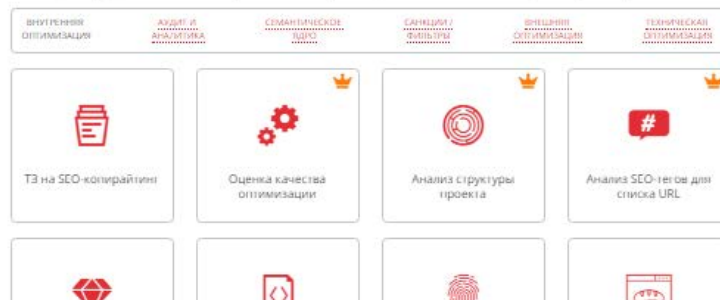 ВНУТРЕННЯЯ
ОПТИМИЗАЦИЯ
АУДИТ И
АНАЛИТИКА
СЕМАНТИЧЕСКОЕ
ЯДРО
САНКЦИИ /
ФИЛЬТРЫ
ВНЕШНЯЯ
ОПТИМИЗАЦИЯ
ТЕХНИЧЕСКАЯ
ОПТИМИЗАЦИЯ
ТЗ на SEO-копирайтинг
Оценка качества
оптимизации
Анализ структуры
проекта
#
Анализ SEO-тегов для
списка URL